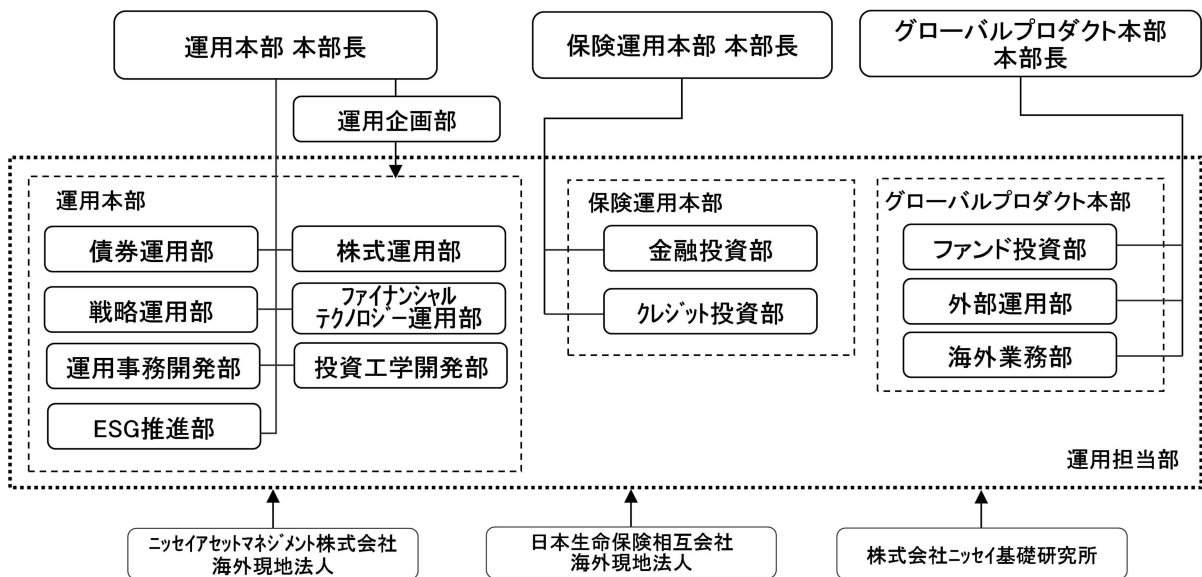 運用本部 本部長
保険運用本部 本部長
グローバルプロダクト本部
本部長
運用企画部
運用本部
債券運用部
株式運用部
戦略運用部
ファイナンシャル
テクノロジー運用部
運用事務開発部
投資工学開発部
ESG推進部
保険運用本部
金融投資部
クレジット投資部
グローバルプロダクト本部
ファンド投資部
外部運用部
海外業務部
運用担当部
ニッセイアセットマネジメント株式会社
海外現地法人
日本生命保険相互会社
海外現地法人
株式会社ニッセイ基礎研究所